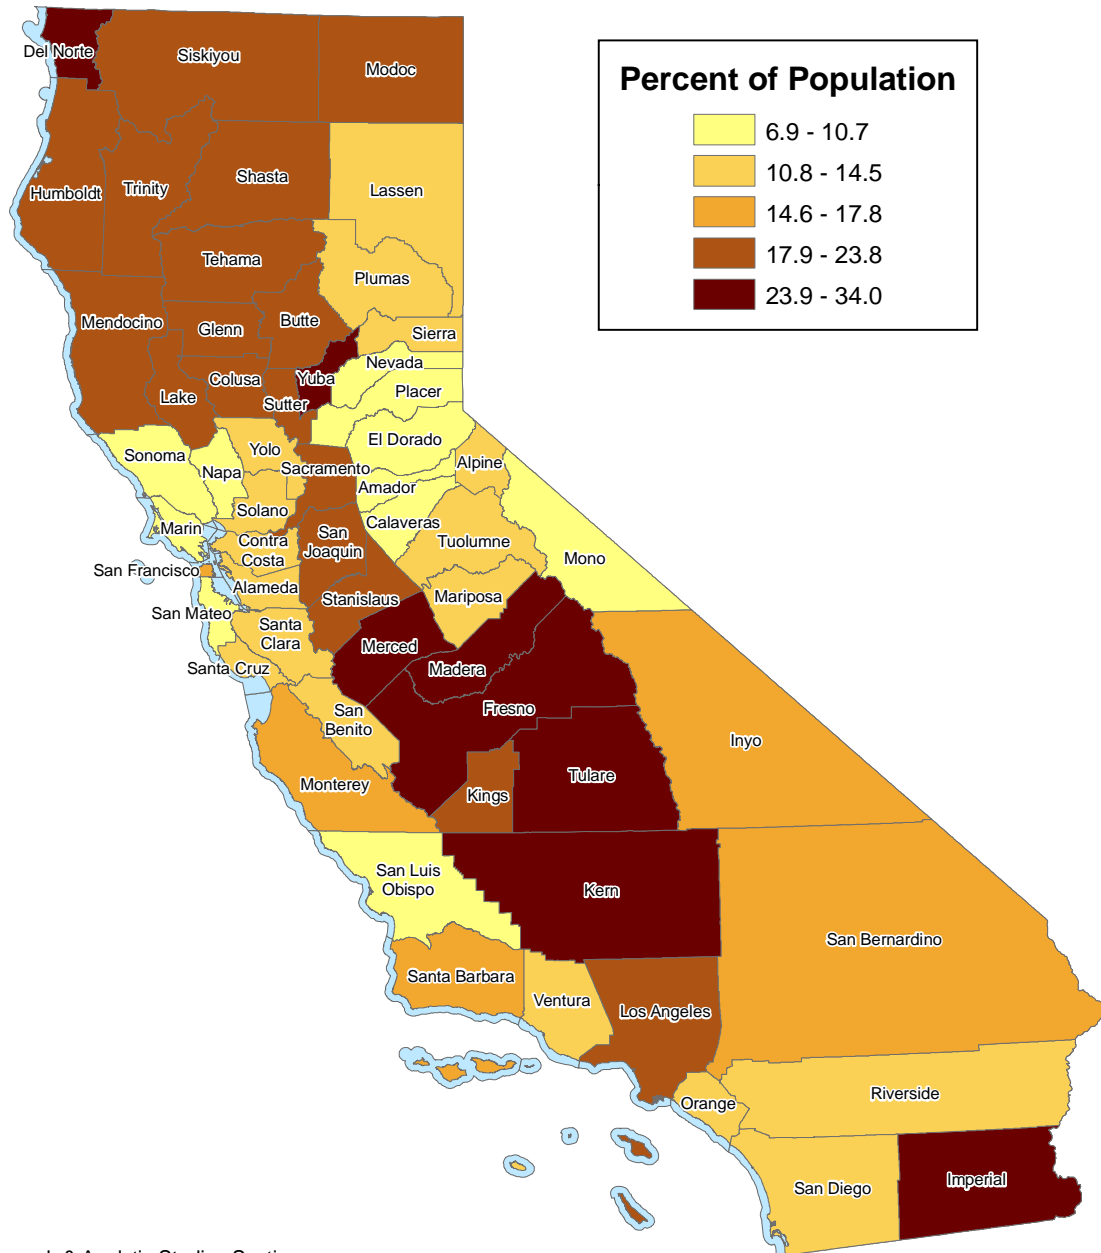 Percent of Population
6.9 - 10.7
10.8 - 14.5
14.6 - 17.8
17.9 - 23.8
23.9 - 34.0
Del Norte
Siskiyou
Modoc
Humboldt
Trinity
Shasta
Lassen
Tehama
Plumas
Mendocino
Glenn
Butte
Sierra
Nevada
Colusa
Yuba
Placer
Lake
Sutter
El Dorado
Sonoma
Napa
Yolo
Sacramento
Alpine
Amador
Solano
Calaveras
Marin
Contra
Costa
San
Joaquin
Tuolumne
Mono
San Francisco
Alameda
Stanislaus
Mariposa
San Mateo
Santa
Clara
Merced
Santa Cruz
Madera
San
Benito
Fresno
Inyo
Monterey
Kings
Tulare
San Luis
Obispo
Kern
San Bernardino
Santa Barbara
Ventura
Los Angeles
Orange
Riverside
San Diego
Imperial